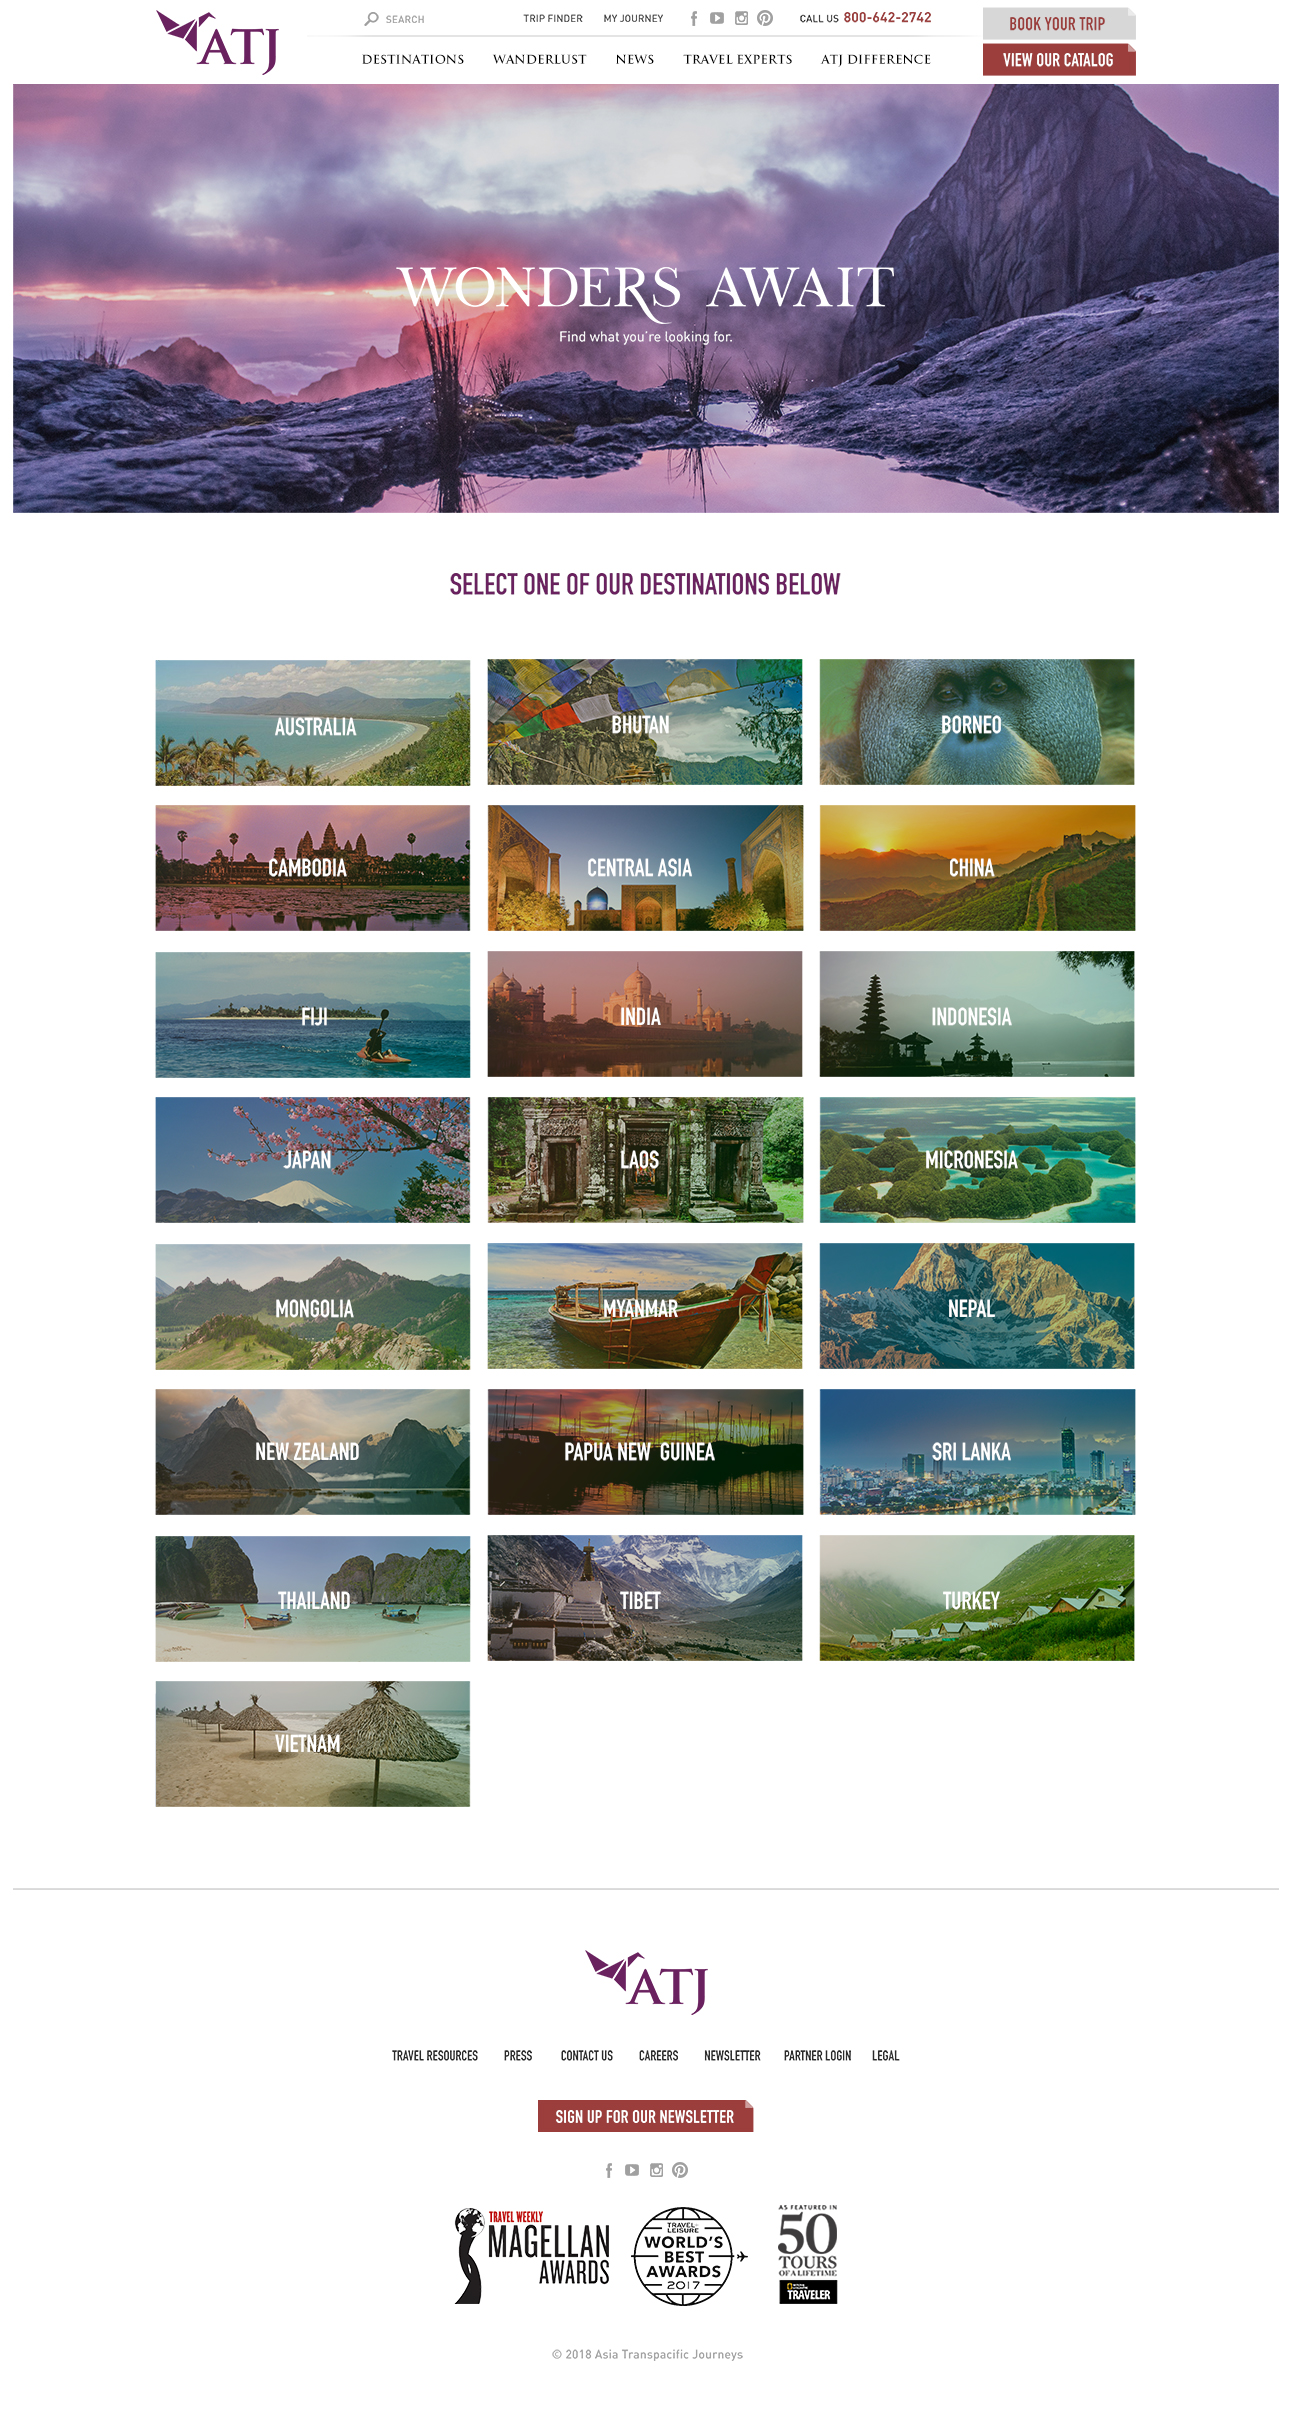 ATJ
SEARCH
TRIP FINDER
MY JOURNEY
CALL US 800-642-2742
BOOK YOUR TRIP
DESTINATIONS
WANDERLUST
NEWS
TRAVEL EXPERTS
ATJ DIFFERENCE
VIEW OUR CATALOG
WONDERS AWAIT
Find what you're looking for.
SELECT ONE OF OUR DESTINATIONS BELOW
AUSTRALIA
BHUTAN
BORNEO
CAMBODIA
CENTRAL ASIA
CHINA
FIJI
INDIA
INDONESIA
JAPAN
LAOS
MICRONESIA
MONGOLIA
MYANMAR
NEPAL
NEW ZEALAND
PAPUA NEW GUINEA
SRI LANKA
THAILAND
TIBET
TURKEY
VIETNAM
ATJ
TRAVEL RESOURCES
PRESS
CONTACT US
CAREERS
NEWSLETTER
PARTNER LOGIN
LEGAL
SIGN UP FOR OUR NEWSLETTER
TRAVEL WEEKLY
MAGELLAN
AWARDS
TRAVEL+
LEISURE
WORLD'S
BEST
AWARDS
2017
AS FEATURED IN
50
TOURS
OF A LIFETIME
TRAVELER
© 2018 Asia Transpacific Journeys